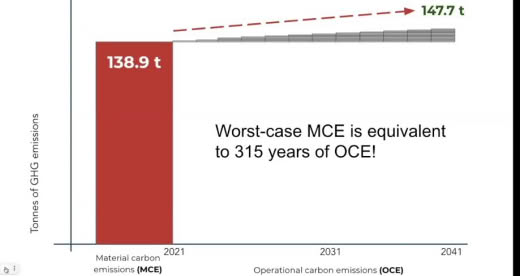 147.7 t
138.9 t
Worst-case MCE is equivalent
to 315 years of OCE!
Tonnes of GHG emissions
2021
2031
2041
Material carbon
emissions (MCE)
Operational carbon emissions (OCE)